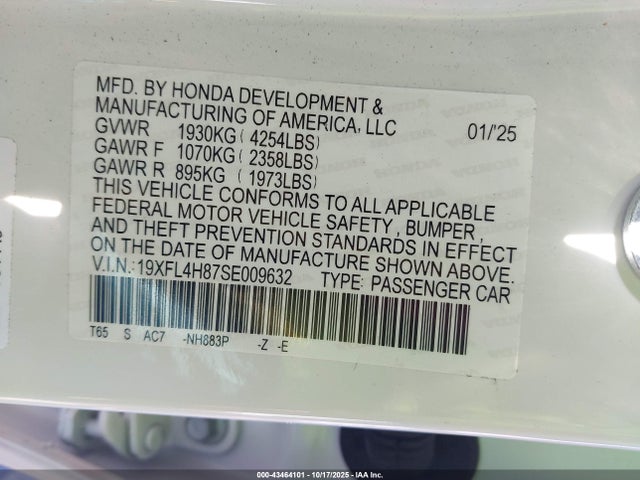 MFD. BY HONDA DEVELOPMENT &
MANUFACTURING OF AMERICA, LLC 01/'25
GVWR 1930KG ( 4254LBS)
GAWR F 1070KG ( 2358LBS)
GAWR R 895KG ( 1973LBS)
THIS VEHICLE CONFORMS TO ALL APPLICABLE
FEDERAL MOTOR VEHICLE SAFETY, BUMPER,
AND THEFT PREVENTION STANDARDS IN EFFECT
ON THE DATE OF MANUFACTURE SHOWN ABOVE.
V.I.N.: 19XFL4H87SE009632 TYPE: PASSENGER CAR
T65 S AC7 -NH883P -Z -E
000-43464101 | 10/17/2025 | IAA Inc.